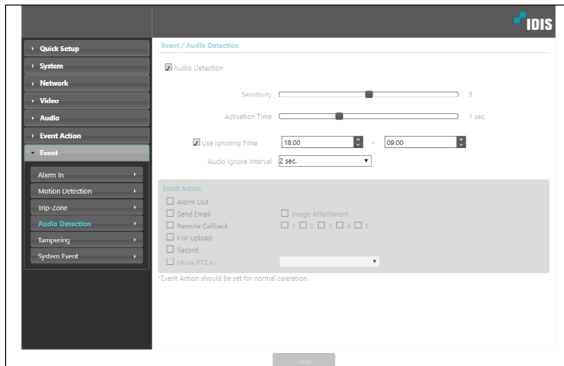 IDIS
Quick Setup
System
Network
Video
Audio
Event Action
Event
Alarm In
Motion Detection
Trip-Zone
Audio Detection
Tampering
System Event
Event / Audio Detection
Audio Detection
Sensitivity 3
Activation Time 1 sec.
Use Ignoring Time 18:00 ~ 09:00
Audio Ignore Interval 2 sec.
Event Action
Alarm Out
Send Email Image Attachment
Remote Callback 1 2 3 4 5
FTP Upload
Record
Move PTZ to
*Event Action should be set for normal operation.
Save